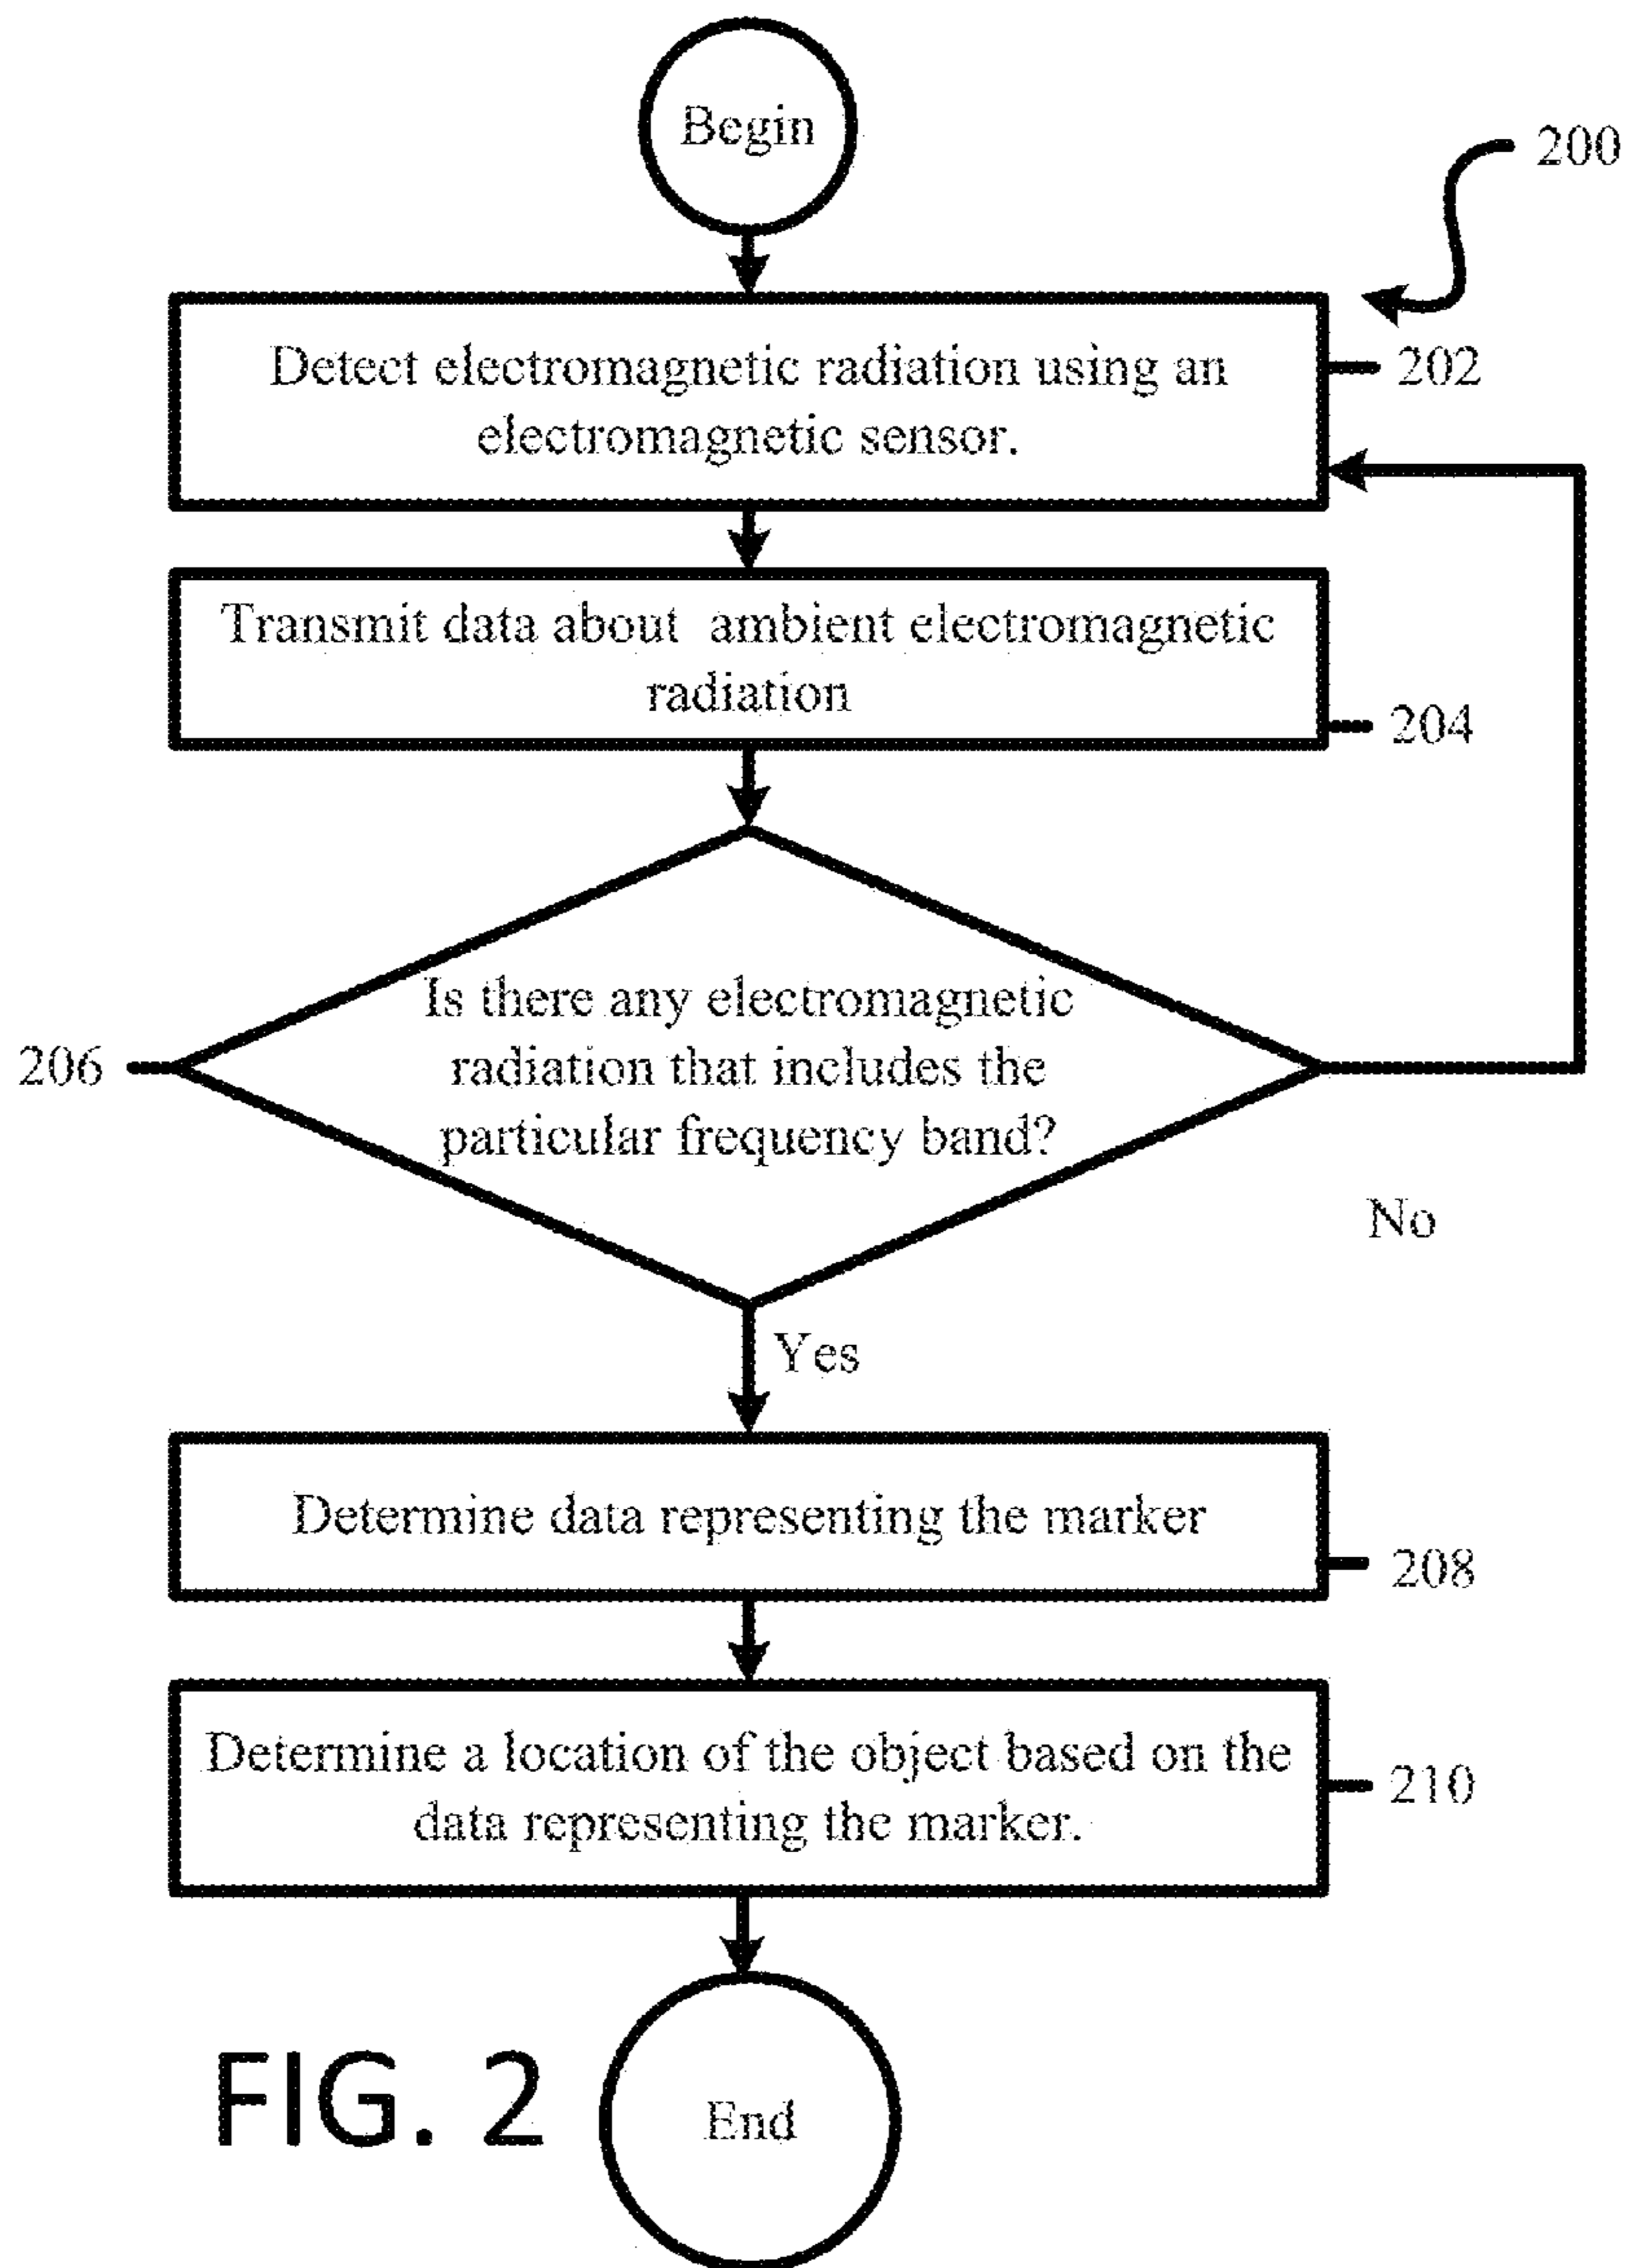 Begin
200
Detect electromagnetic radiation using an
electromagnetic sensor.
202
Transmit data about ambient electromagnetic
radiation
204
Is there any electromagnetic
radiation that includes the
particular frequency band?
206
No
Yes
Determine data representing the marker
208
Determine a location of the object based on the
data representing the marker.
210
FIG. 2
End